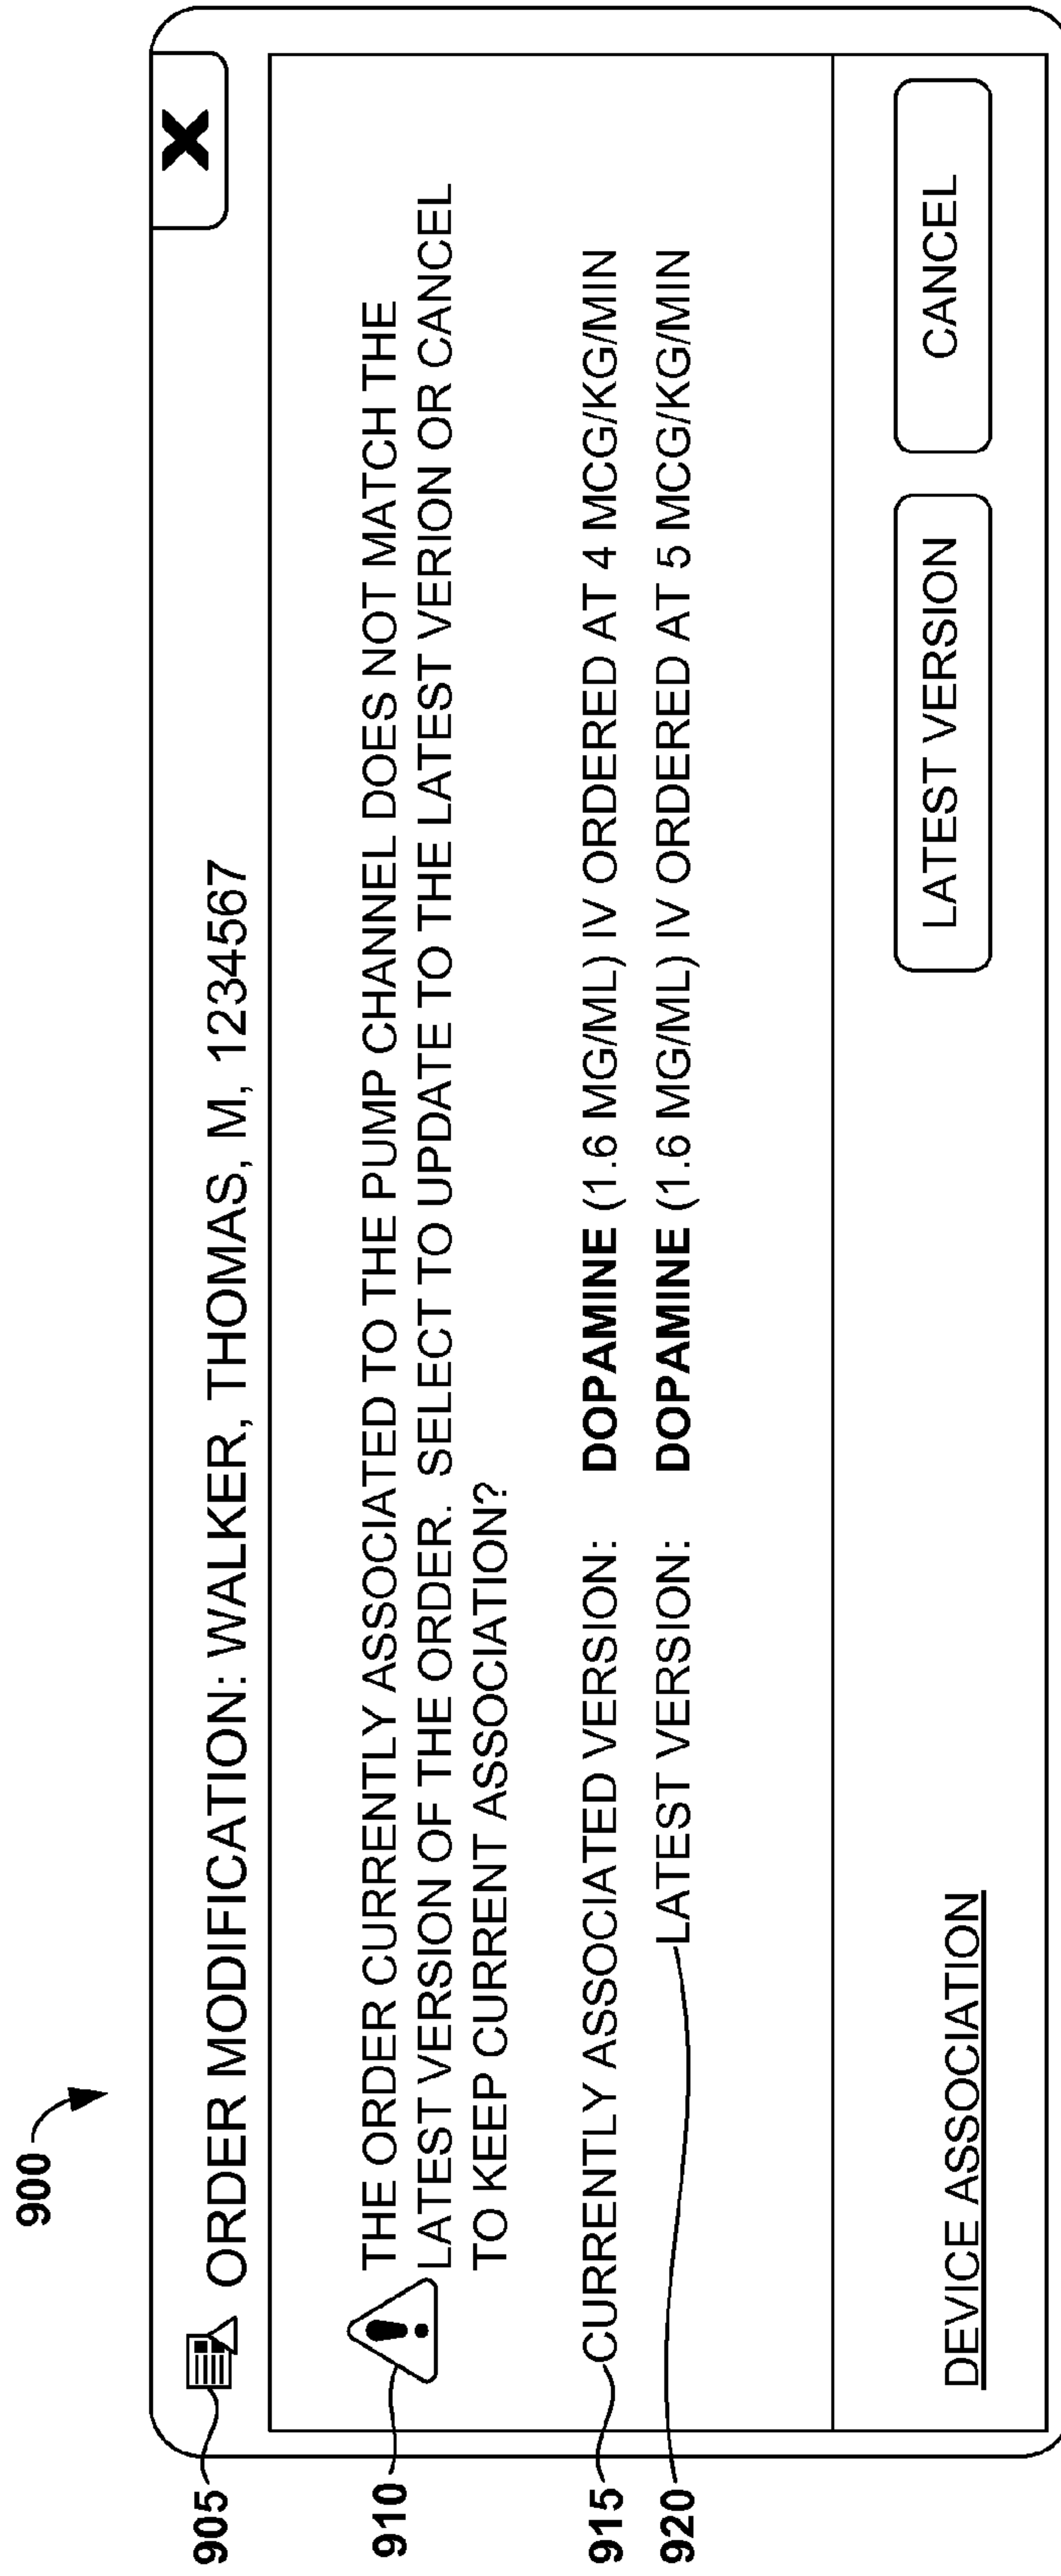 900
905
ORDER MODIFICATION: WALKER, THOMAS, M, 1234567
X
910
THE ORDER CURRENTLY ASSOCIATED TO THE PUMP CHANNEL DOES NOT MATCH THE
LATEST VERSION OF THE ORDER. SELECT TO UPDATE TO THE LATEST VERION OR CANCEL
TO KEEP CURRENT ASSOCIATION?
915
CURRENTLY ASSOCIATED VERSION: DOPAMINE (1.6 MG/ML) IV ORDERED AT 4 MCG/KG/MIN
920
LATEST VERSION: DOPAMINE (1.6 MG/ML) IV ORDERED AT 5 MCG/KG/MIN
DEVICE ASSOCIATION
LATEST VERSION
CANCEL